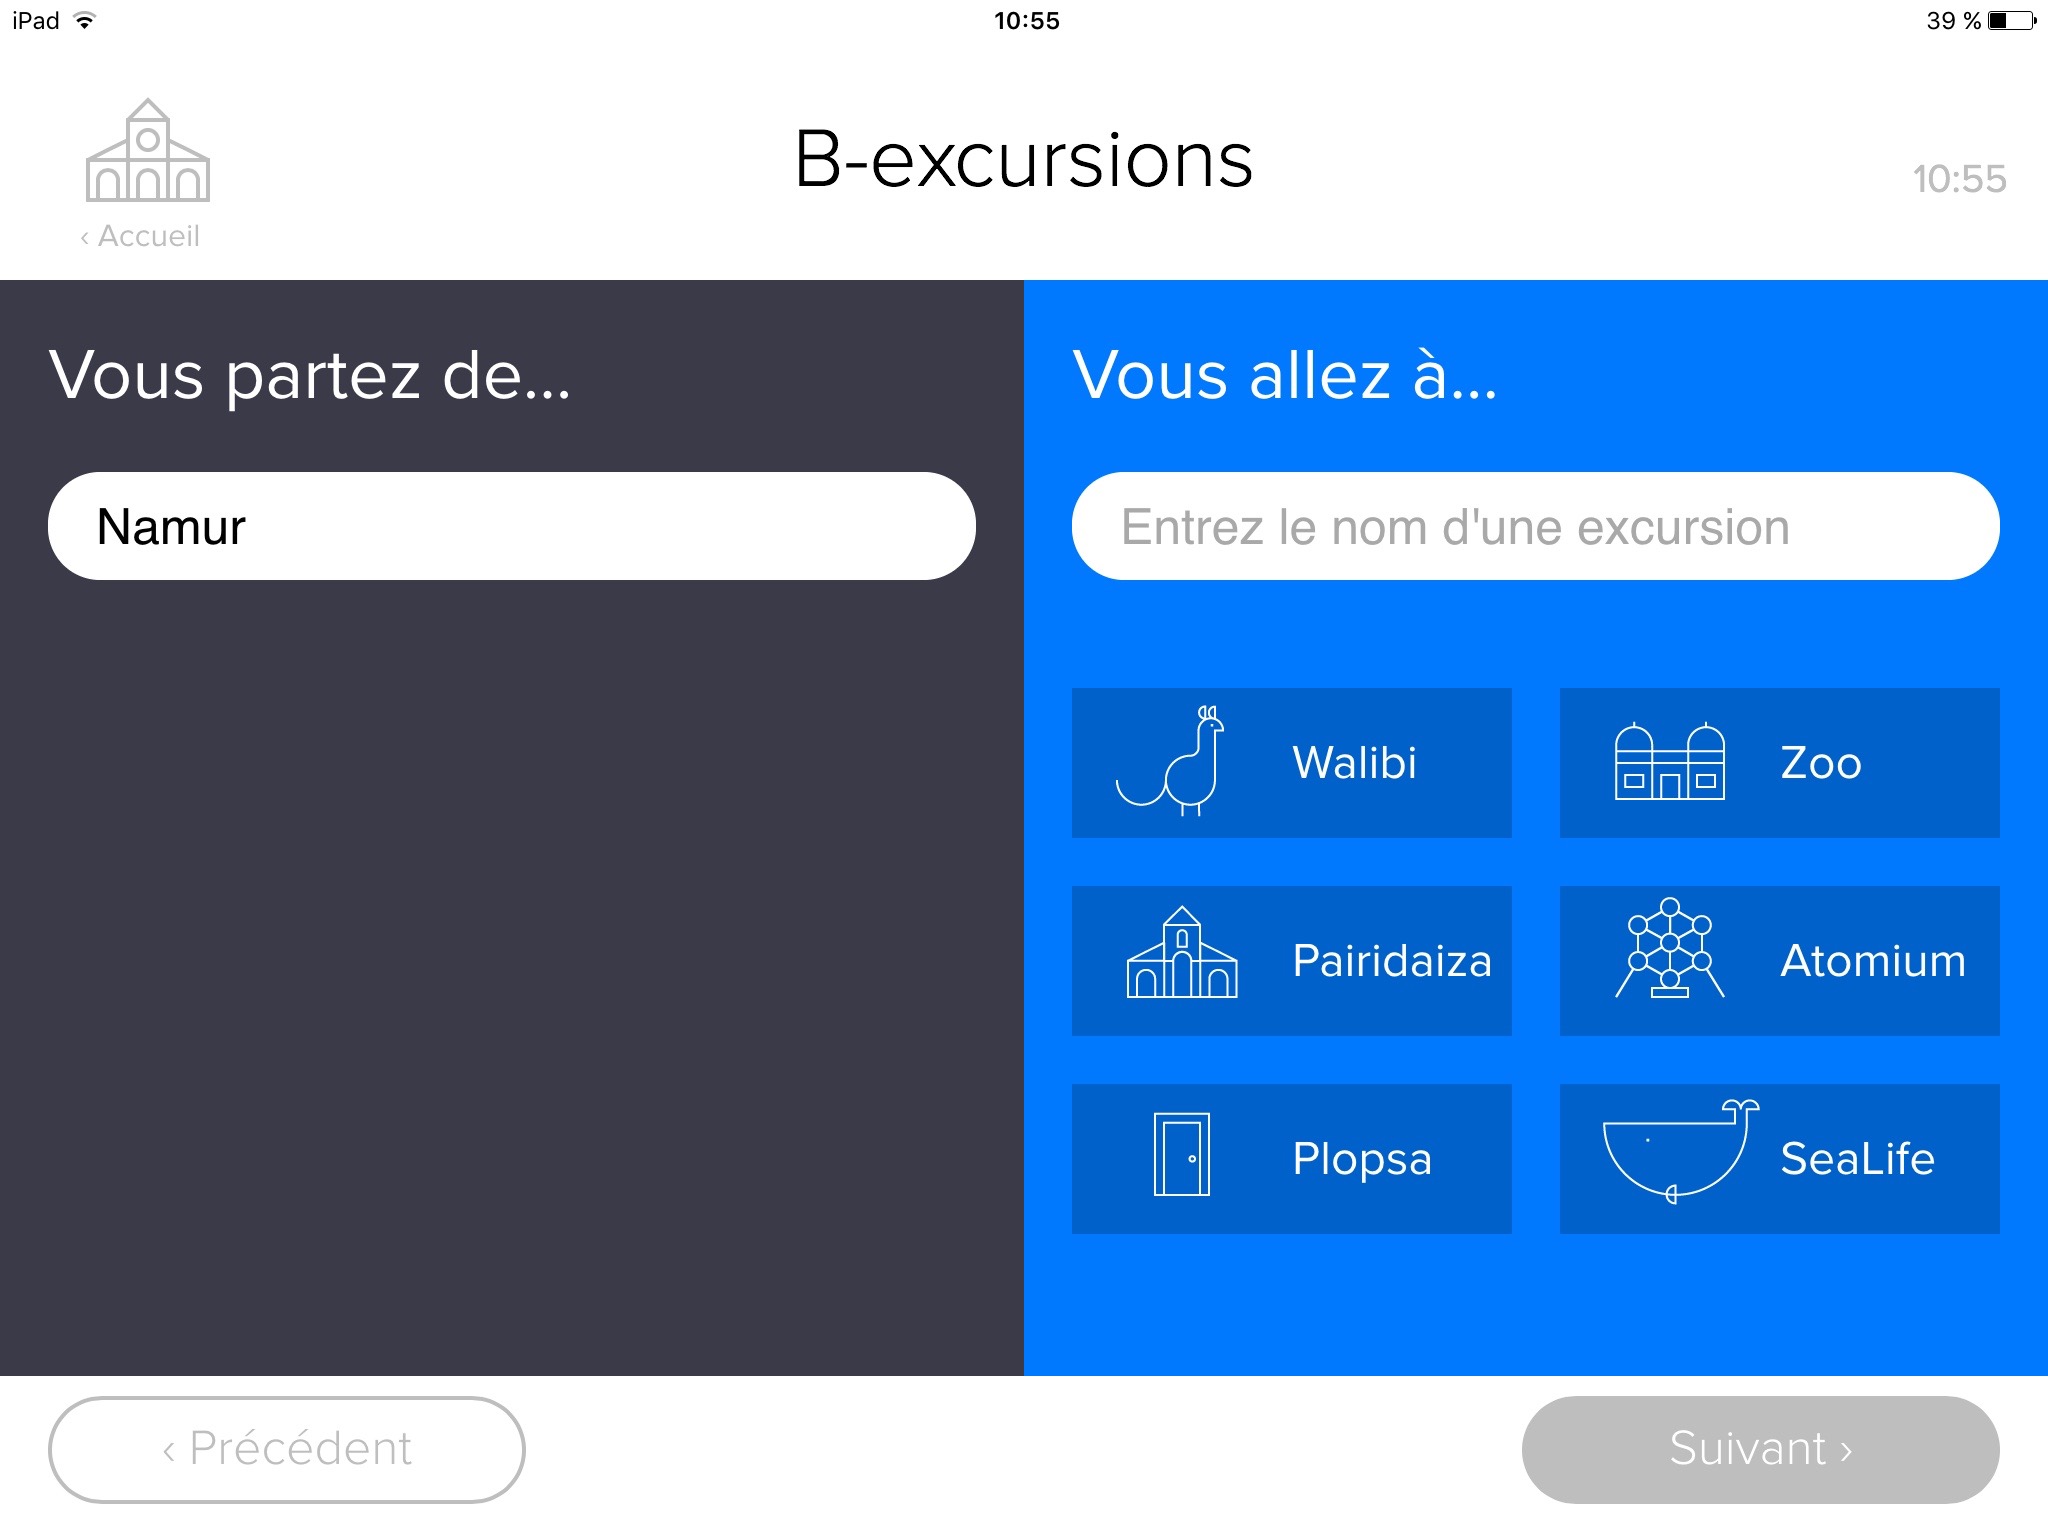 iPad 10:55 39 %
B-excursions
10:55
‹ Accueil
Vous partez de...
Namur
Vous allez à...
Entrez le nom d'une excursion
Walibi
Zoo
Pairidaiza
Atomium
Plopsa
SeaLife
‹ Précédent
Suivant ›